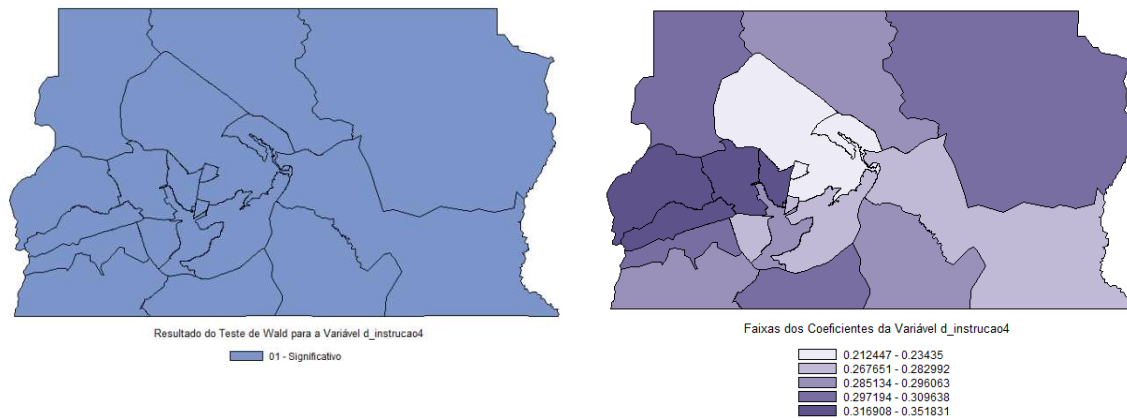 Resultado do Teste de Wald para a Variável d_instrucao4
01 - Significativo
Faixas dos Coeficientes da Variável d_instrucao4
0.212447 - 0.23435
0.267651 - 0.282992
0.285134 - 0.296063
0.297194 - 0.309638
0.316908 - 0.351831